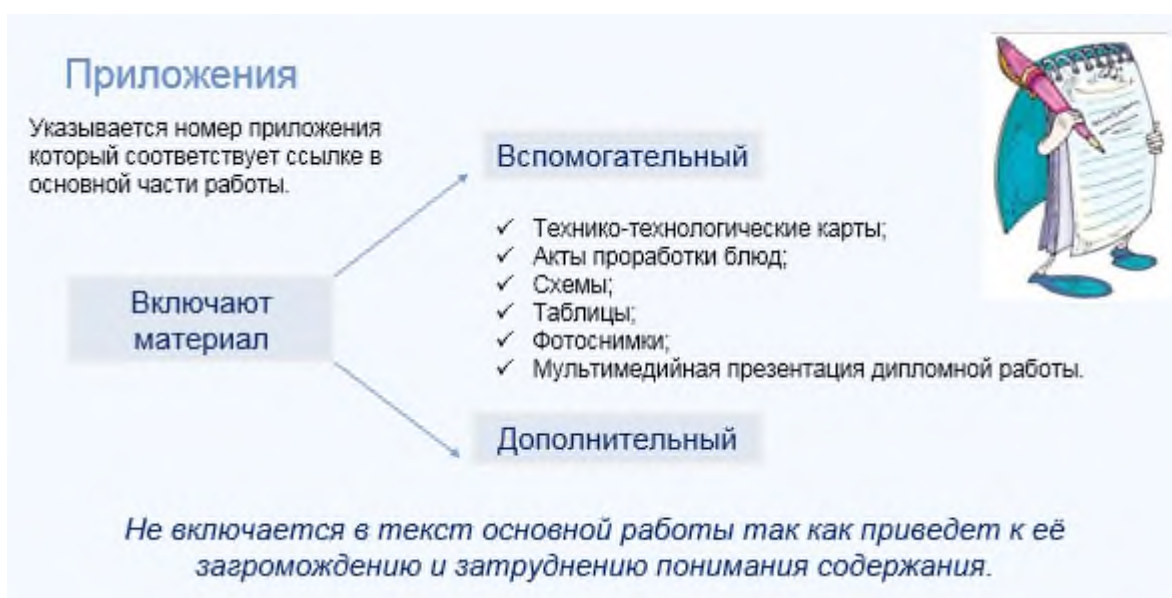 Приложения
Указывается номер приложения
который соответствует ссылке в
основной части работы.
Включают
материал
Вспомогательный
✓ Технико-технологические карты;
✓ Акты проработки блюд;
✓ Схемы;
✓ Таблицы;
✓ Фотоснимки;
✓ Мультимедийная презентация дипломной работы.
Дополнительный
Не включается в текст основной работы так как приведет к её
загромождению и затруднению понимания содержания.